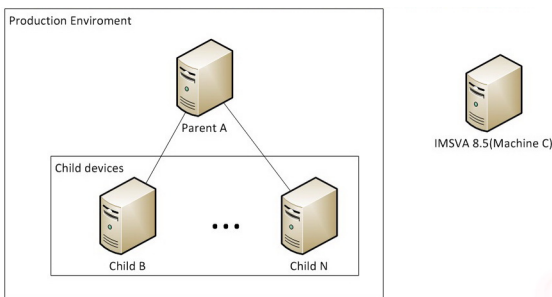 Production Enviroment
Parent A
IMSVA 8.5(Machine C)
Child devices
Child B
...
Child N